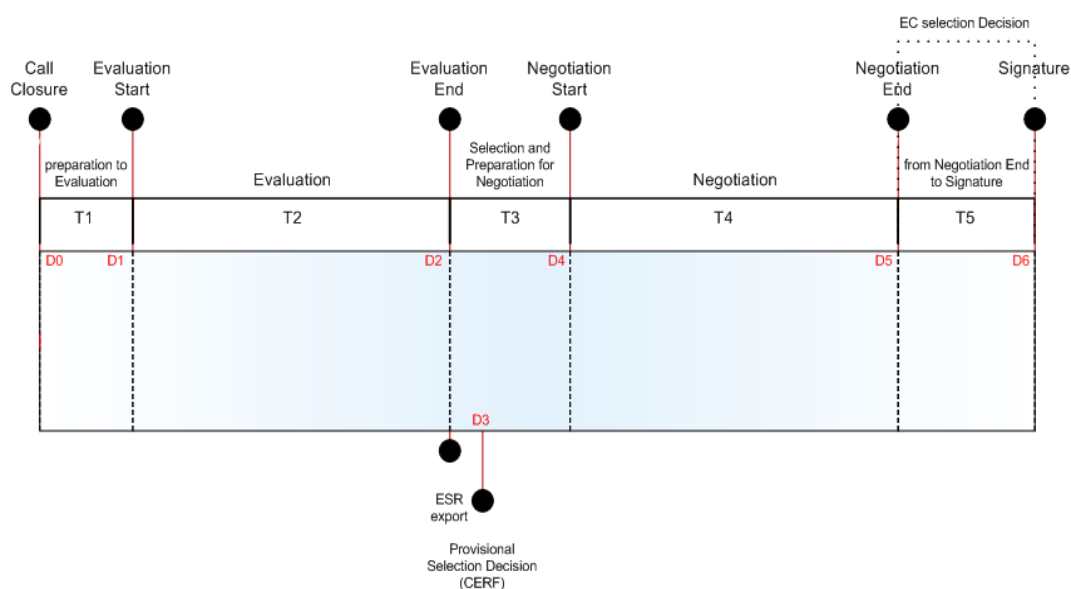 EC selection Decision
Call
Closure
Evaluation
Start
Evaluation
End
Negotiation
Start
Negotiation
End
Signature
preparation to
Evaluation
Evaluation
Selection and
Preparation for
Negotiation
Negotiation
from Negotiation End
to Signature
T1
T2
T3
T4
T5
D0
D1
D2
D4
D5
D6
D3
ESR
export
Provisional
Selection Decision
(CERF)